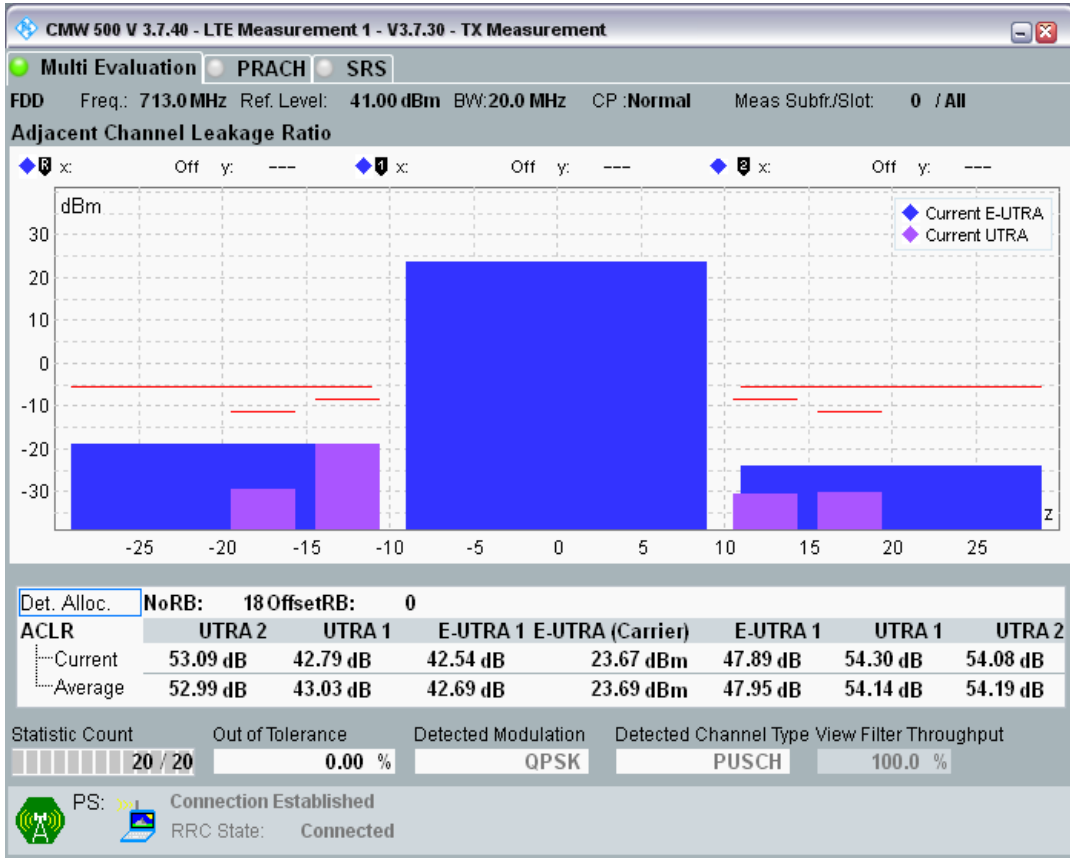 CMW 500 V 3.7.40 - LTE Measurement 1 - V3.7.30 - TX Measurement
Multi Evaluation PRACH SRS
FDD Freq.: 713.0 MHz Ref. Level: 41.00 dBm BW: 20.0 MHz CP : Normal Meas Subfr./Slot: 0 / All
Adjacent Channel Leakage Ratio
R x: Off y: --- 1 x: Off y: --- 2 x: Off y: ---
dBm
Current E-UTRA
Current UTRA
30
20
10
0
-10
-20
-30
z
-25 -20 -15 -10 -5 0 5 10 15 20 25
Det. Alloc. NoRB: 18 OffsetRB: 0
ACLR UTRA 2 UTRA 1 E-UTRA 1 E-UTRA (Carrier) E-UTRA 1 UTRA 1 UTRA 2
Current 53.09 dB 42.79 dB 42.54 dB 23.67 dBm 47.89 dB 54.30 dB 54.08 dB
Average 52.99 dB 43.03 dB 42.69 dB 23.69 dBm 47.95 dB 54.14 dB 54.19 dB
Statistic Count Out of Tolerance Detected Modulation Detected Channel Type View Filter Throughput
20 / 20 0.00 % QPSK PUSCH 100.0 %
PS: Connection Established
RRC State: Connected